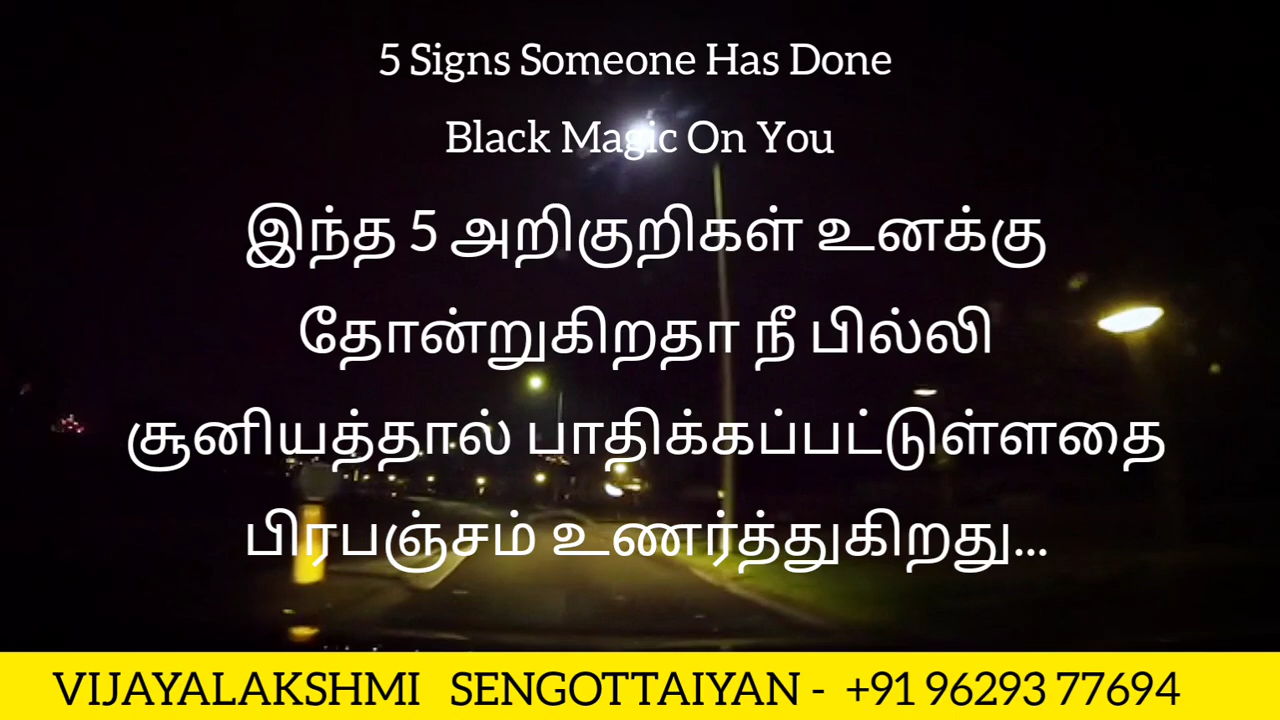 5 Signs Someone Has Done
Black Magic On You
இந்த 5 அறிகுறிகள் உனக்கு
தோன்றுகிறதா நீ பில்லி
சூனியத்தால் பாதிக்கப்பட்டுள்ளதை
பிரபஞ்சம் உணர்த்துகிறது...
VIJAYALAKSHMI SENGOTTAIYAN - +91 96293 77694